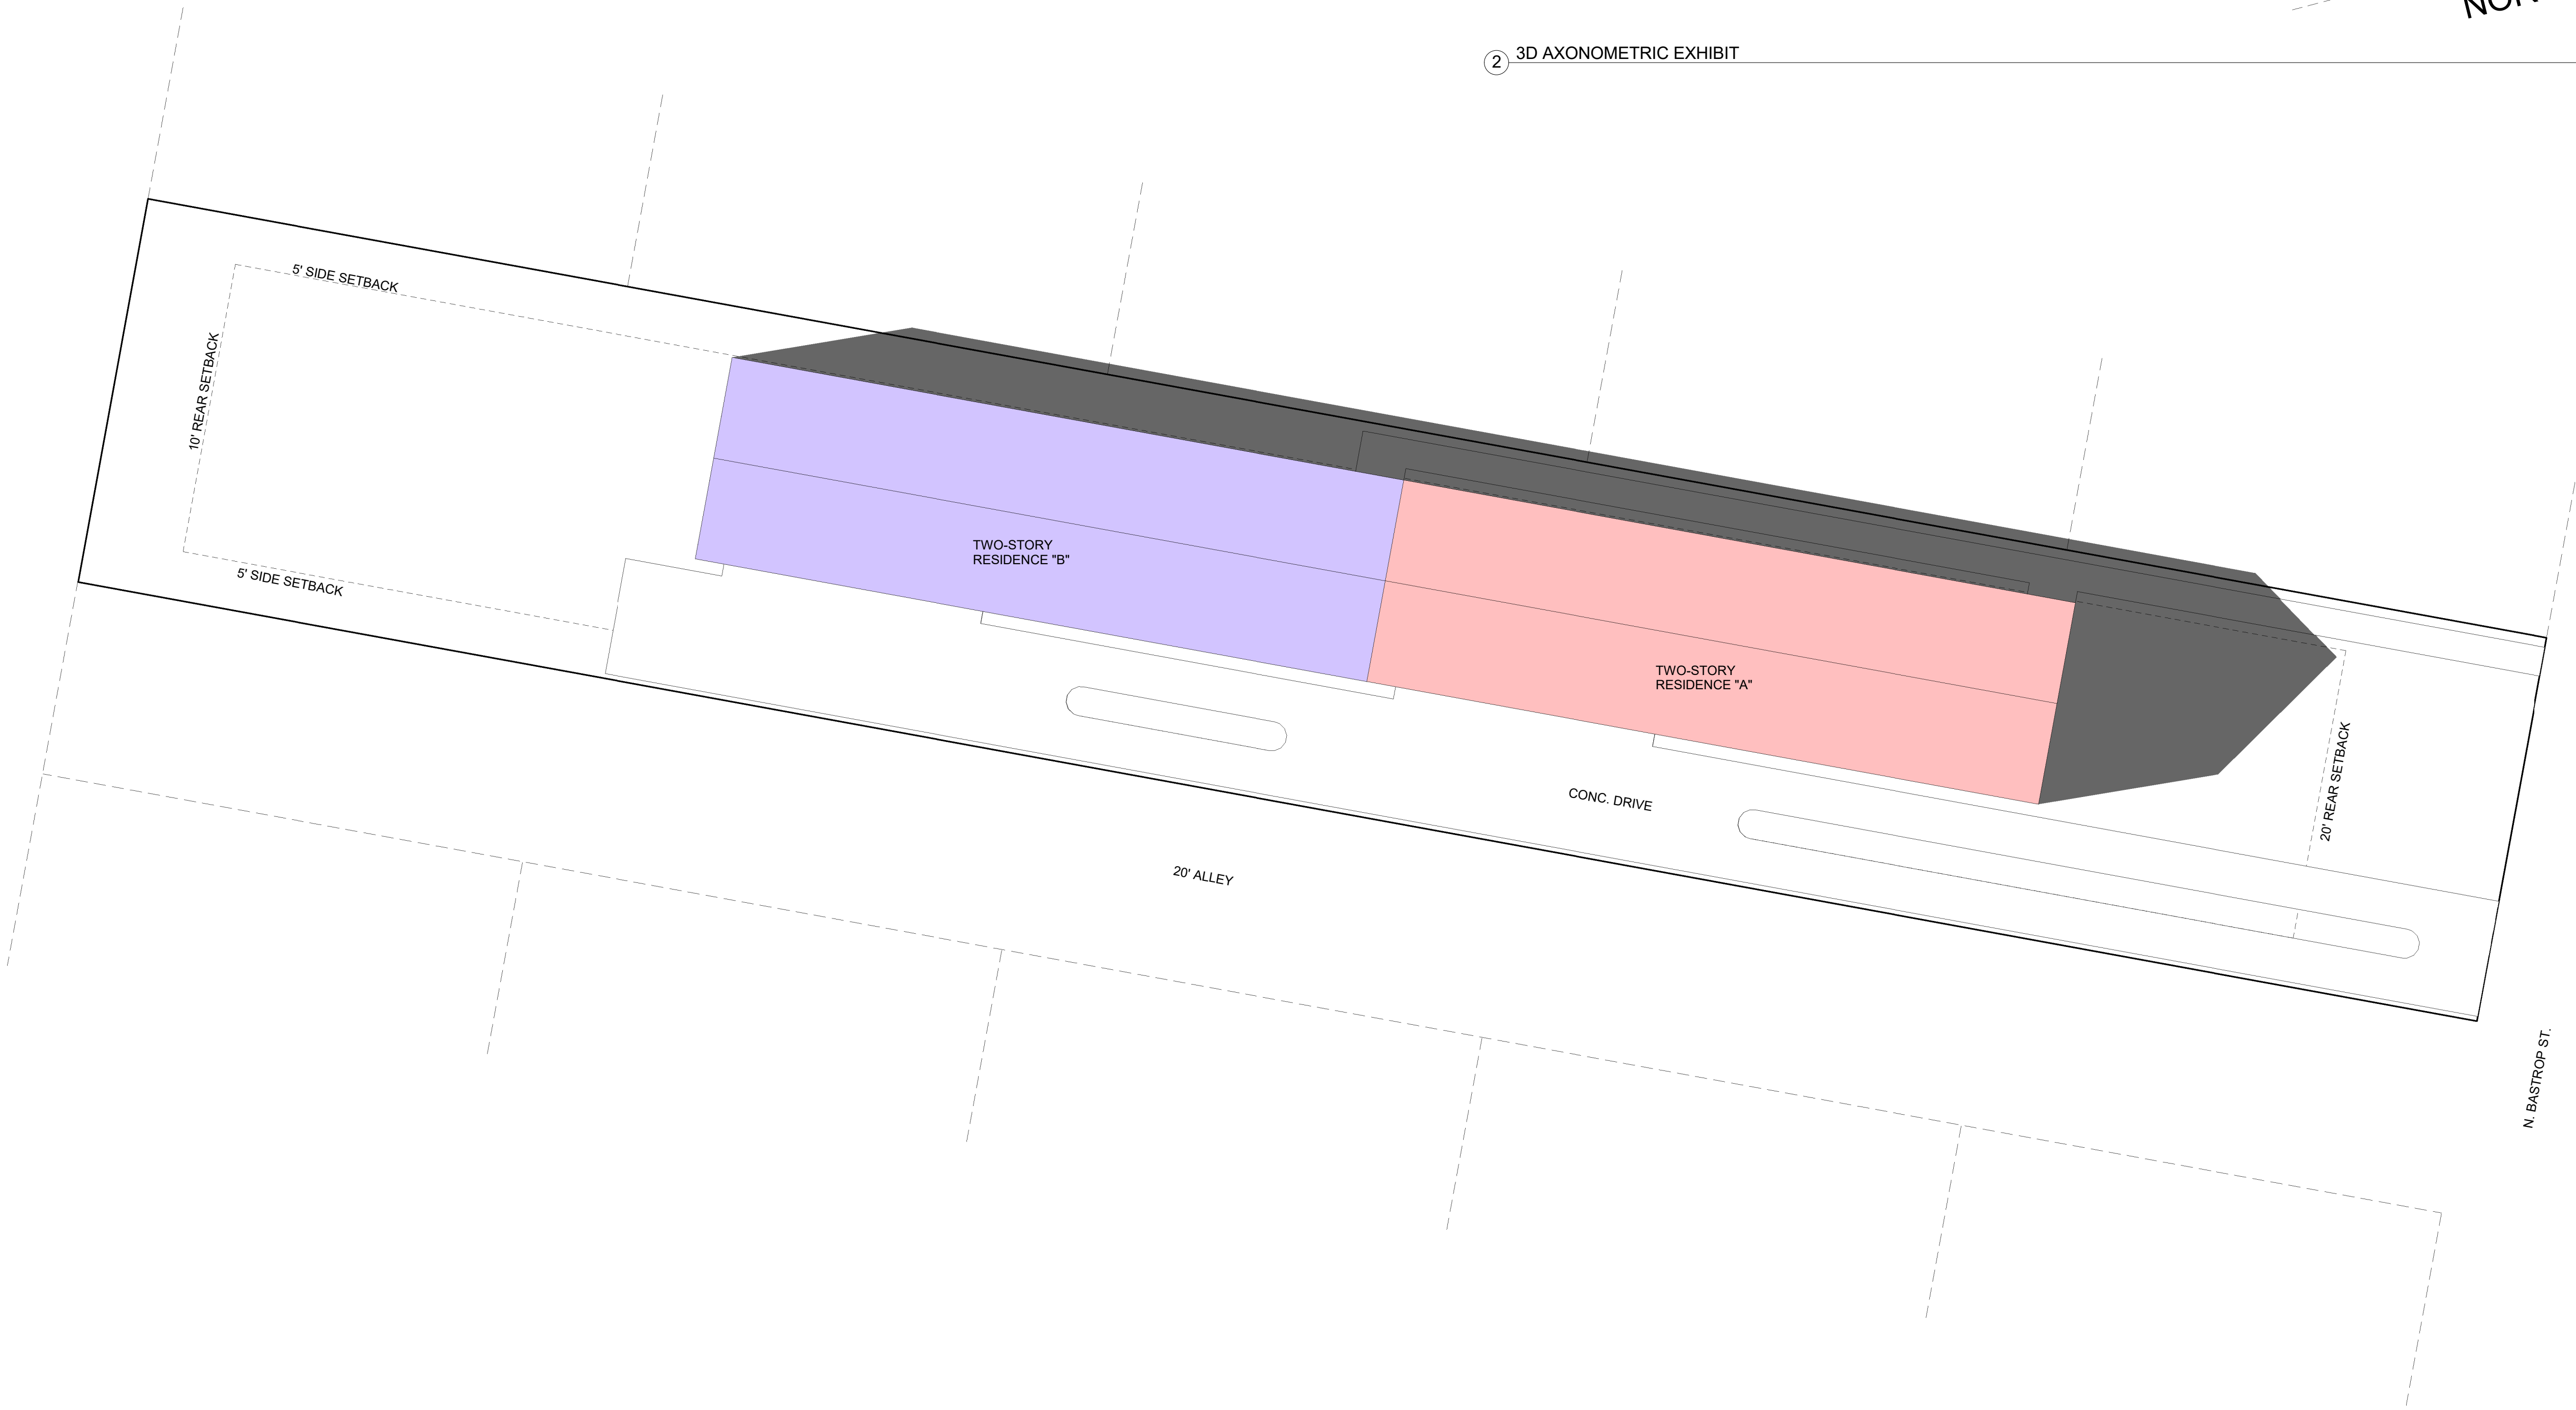 2 3D AXONOMETRIC EXHIBIT
5' SIDE SETBACK
10' REAR SETBACK
5' SIDE SETBACK
TWO-STORY
RESIDENCE "B"
TWO-STORY
RESIDENCE "A"
CONC. DRIVE
20' REAR SETBACK
20' ALLEY
N. BASTROP ST.